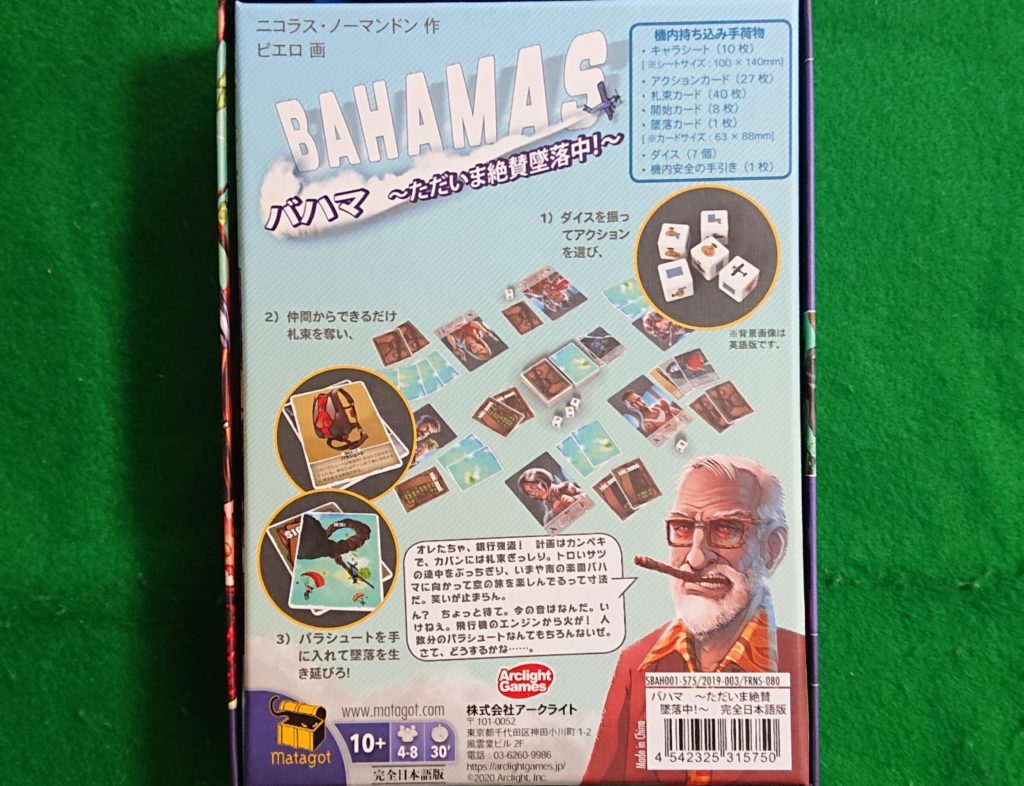 ニコラス・ノーマンドン 作
ピエロ 画
BAHAMAS
バハマ ～ただいま絶賛墜落中!～
機内持ち込み手荷物
・キャラシート（10 枚）
[ ※シートサイズ：100 × 140mm]
・アクションカード（27 枚）
・札束カード（40 枚）
・開始カード（8 枚）
・墜落カード（1 枚）
[ ※カードサイズ：63 × 88mm]
・ダイス（7 個）
・機内安全の手引き（1 枚）
1）ダイスを振っ
てアクション
を選び、
※背景画像は
英語版です。
2）仲間からできるだけ
札束を奪い、
パラシュート
3）パラシュートを手
に入れて墜落を生
き延びろ!
オレたちゃ、銀行強盗！ 計画はカンペキ
で、カバンには札束ぎっしり。トロいサツ
の連中をぶっちぎり、いまや南の楽園バハ
マに向かって空の旅を楽しんでるって寸法
だ。笑いが止まらん。
ん？ ちょっと待て。今の音はなんだ。い
けねぇ。飛行機のエンジンから火が！ 人
数分のパラシュートなんてもちろんないぜ。
さて、どうするかな……。
Matagot
www.matagot.com
10+
4-8
30'
完全日本語版
Arclight
Games
株式会社アークライト
〒101-0052
東京都千代田区神田小川町 1-2
風雲堂ビル 2F
電話：03-6260-9986
https://arclightgames.jp/
©2020 Arclight, Inc.
SBAH001-575/2019-003/FRNS-080
バハマ ～ただいま絶賛
墜落中!～ 完全日本語版
Made in China
4 542325 315750